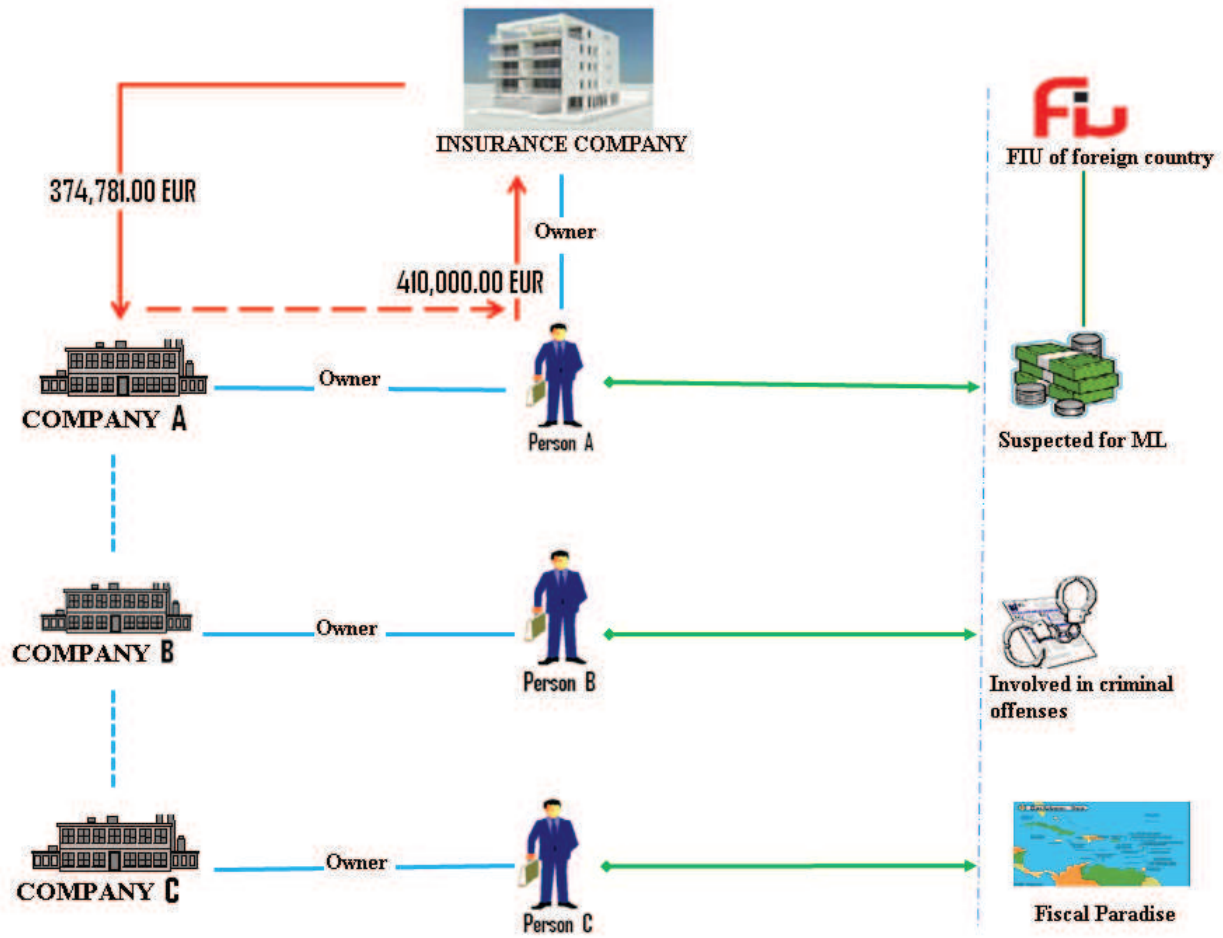 INSURANCE COMPANY
FIU
FIU of foreign country
374,781.00 EUR
Owner
410,000.00 EUR
Owner
COMPANY A
Person A
Suspected for ML
Owner
COMPANY B
Person B
Involved in criminal
offenses
Owner
COMPANY C
Person C
Fiscal Paradise